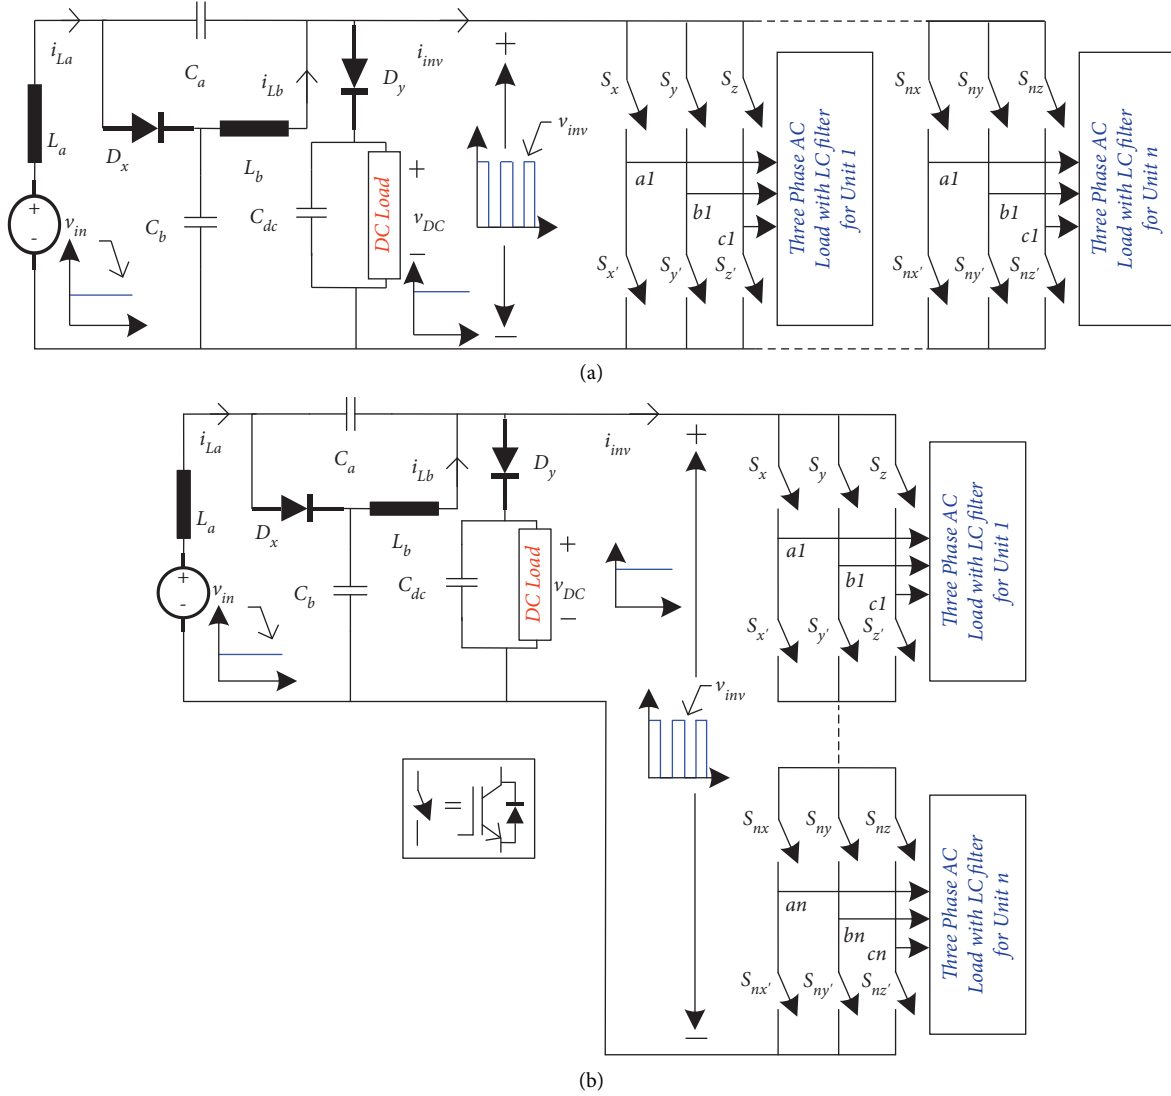 i_La
C_a
i_Lb
D_y
i_inv
+
v_inv
S_x
S_y
S_z
S_nx
S_ny
S_nz
L_a
D_x
L_b
C_b
C_dc
DC Load
+
v_DC
−
+
-
v_in
a1
b1
c1
S_x'
S_y'
S_z'
Three Phase AC
Load with LC filter
for Unit 1
a1
b1
c1
S_nx'
S_ny'
S_nz'
Three Phase AC
Load with LC filter
for Unit n
(a)
i_La
C_a
i_Lb
D_y
i_inv
+
S_x
S_y
S_z
L_a
D_x
L_b
C_b
C_dc
DC Load
+
v_DC
−
+
-
v_in
a1
b1
c1
S_x'
S_y'
S_z'
Three Phase AC
Load with LC filter
for Unit 1
v_inv
=
S_nx
S_ny
S_nz
an
bn
cn
S_nx'
S_ny'
S_nz'
Three Phase AC
Load with LC filter
for Unit n
(b)